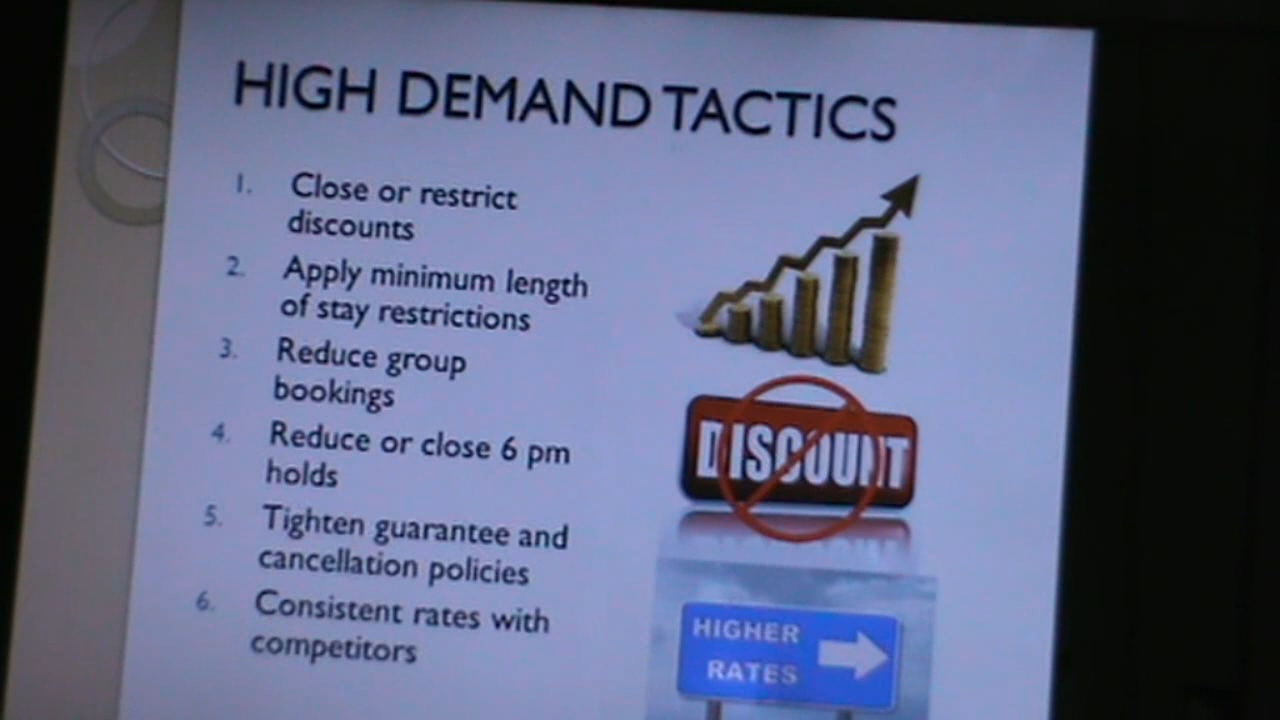 HIGH DEMAND TACTICS
1. Close or restrict
discounts
2. Apply minimum length
of stay restrictions
3. Reduce group
bookings
4. Reduce or close 6 pm
holds
5. Tighten guarantee and
cancellation policies
6. Consistent rates with
competitors
DISCOUNT
HIGHER
RATES